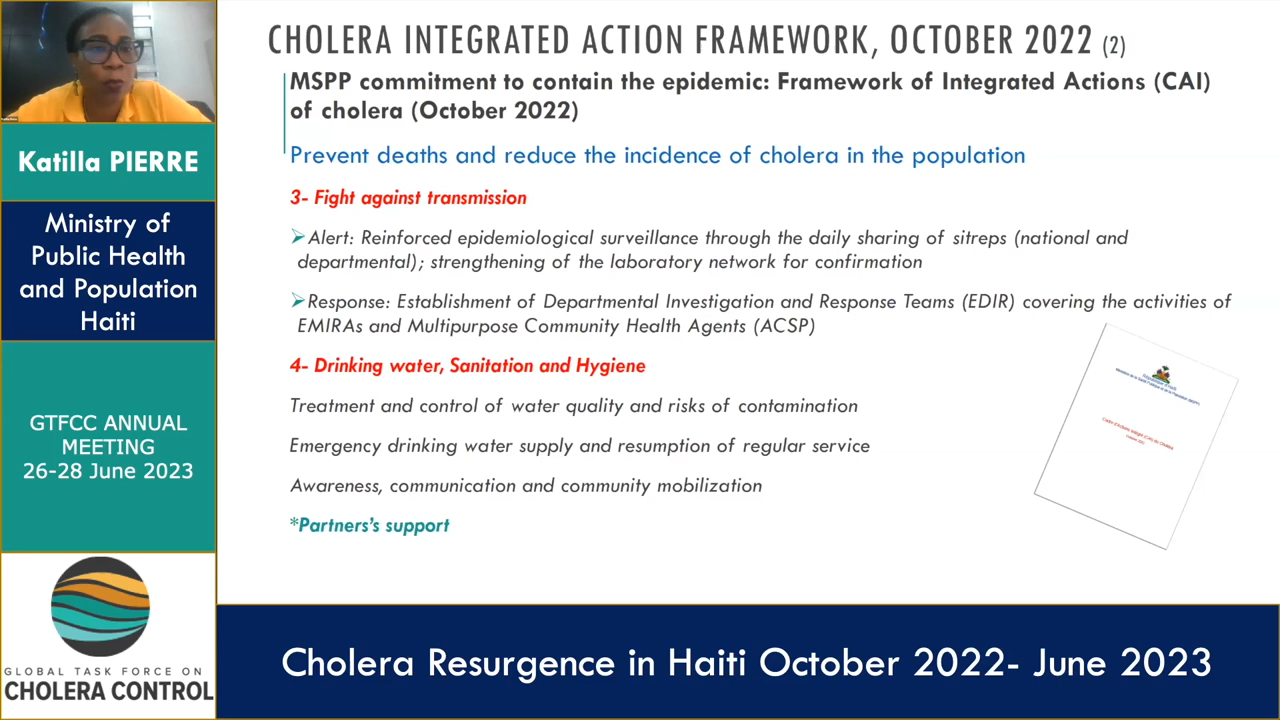 Katilla PIERRE
Ministry of
Public Health
and Population
Haiti
GTFCC ANNUAL
MEETING
26-28 June 2023
GLOBAL TASK FORCE ON
CHOLERA CONTROL
CHOLERA INTEGRATED ACTION FRAMEWORK, OCTOBER 2022 (2)
MSPP commitment to contain the epidemic: Framework of Integrated Actions (CAI)
of cholera (October 2022)
Prevent deaths and reduce the incidence of cholera in the population
3- Fight against transmission
Alert: Reinforced epidemiological surveillance through the daily sharing of sitreps (national and
departmental); strengthening of the laboratory network for confirmation
Response: Establishment of Departmental Investigation and Response Teams (EDIR) covering the activities of
EMIRAs and Multipurpose Community Health Agents (ACSP)
4- Drinking water, Sanitation and Hygiene
Treatment and control of water quality and risks of contamination
Emergency drinking water supply and resumption of regular service
Awareness, communication and community mobilization
*Partners's support
Cholera Resurgence in Haiti October 2022- June 2023